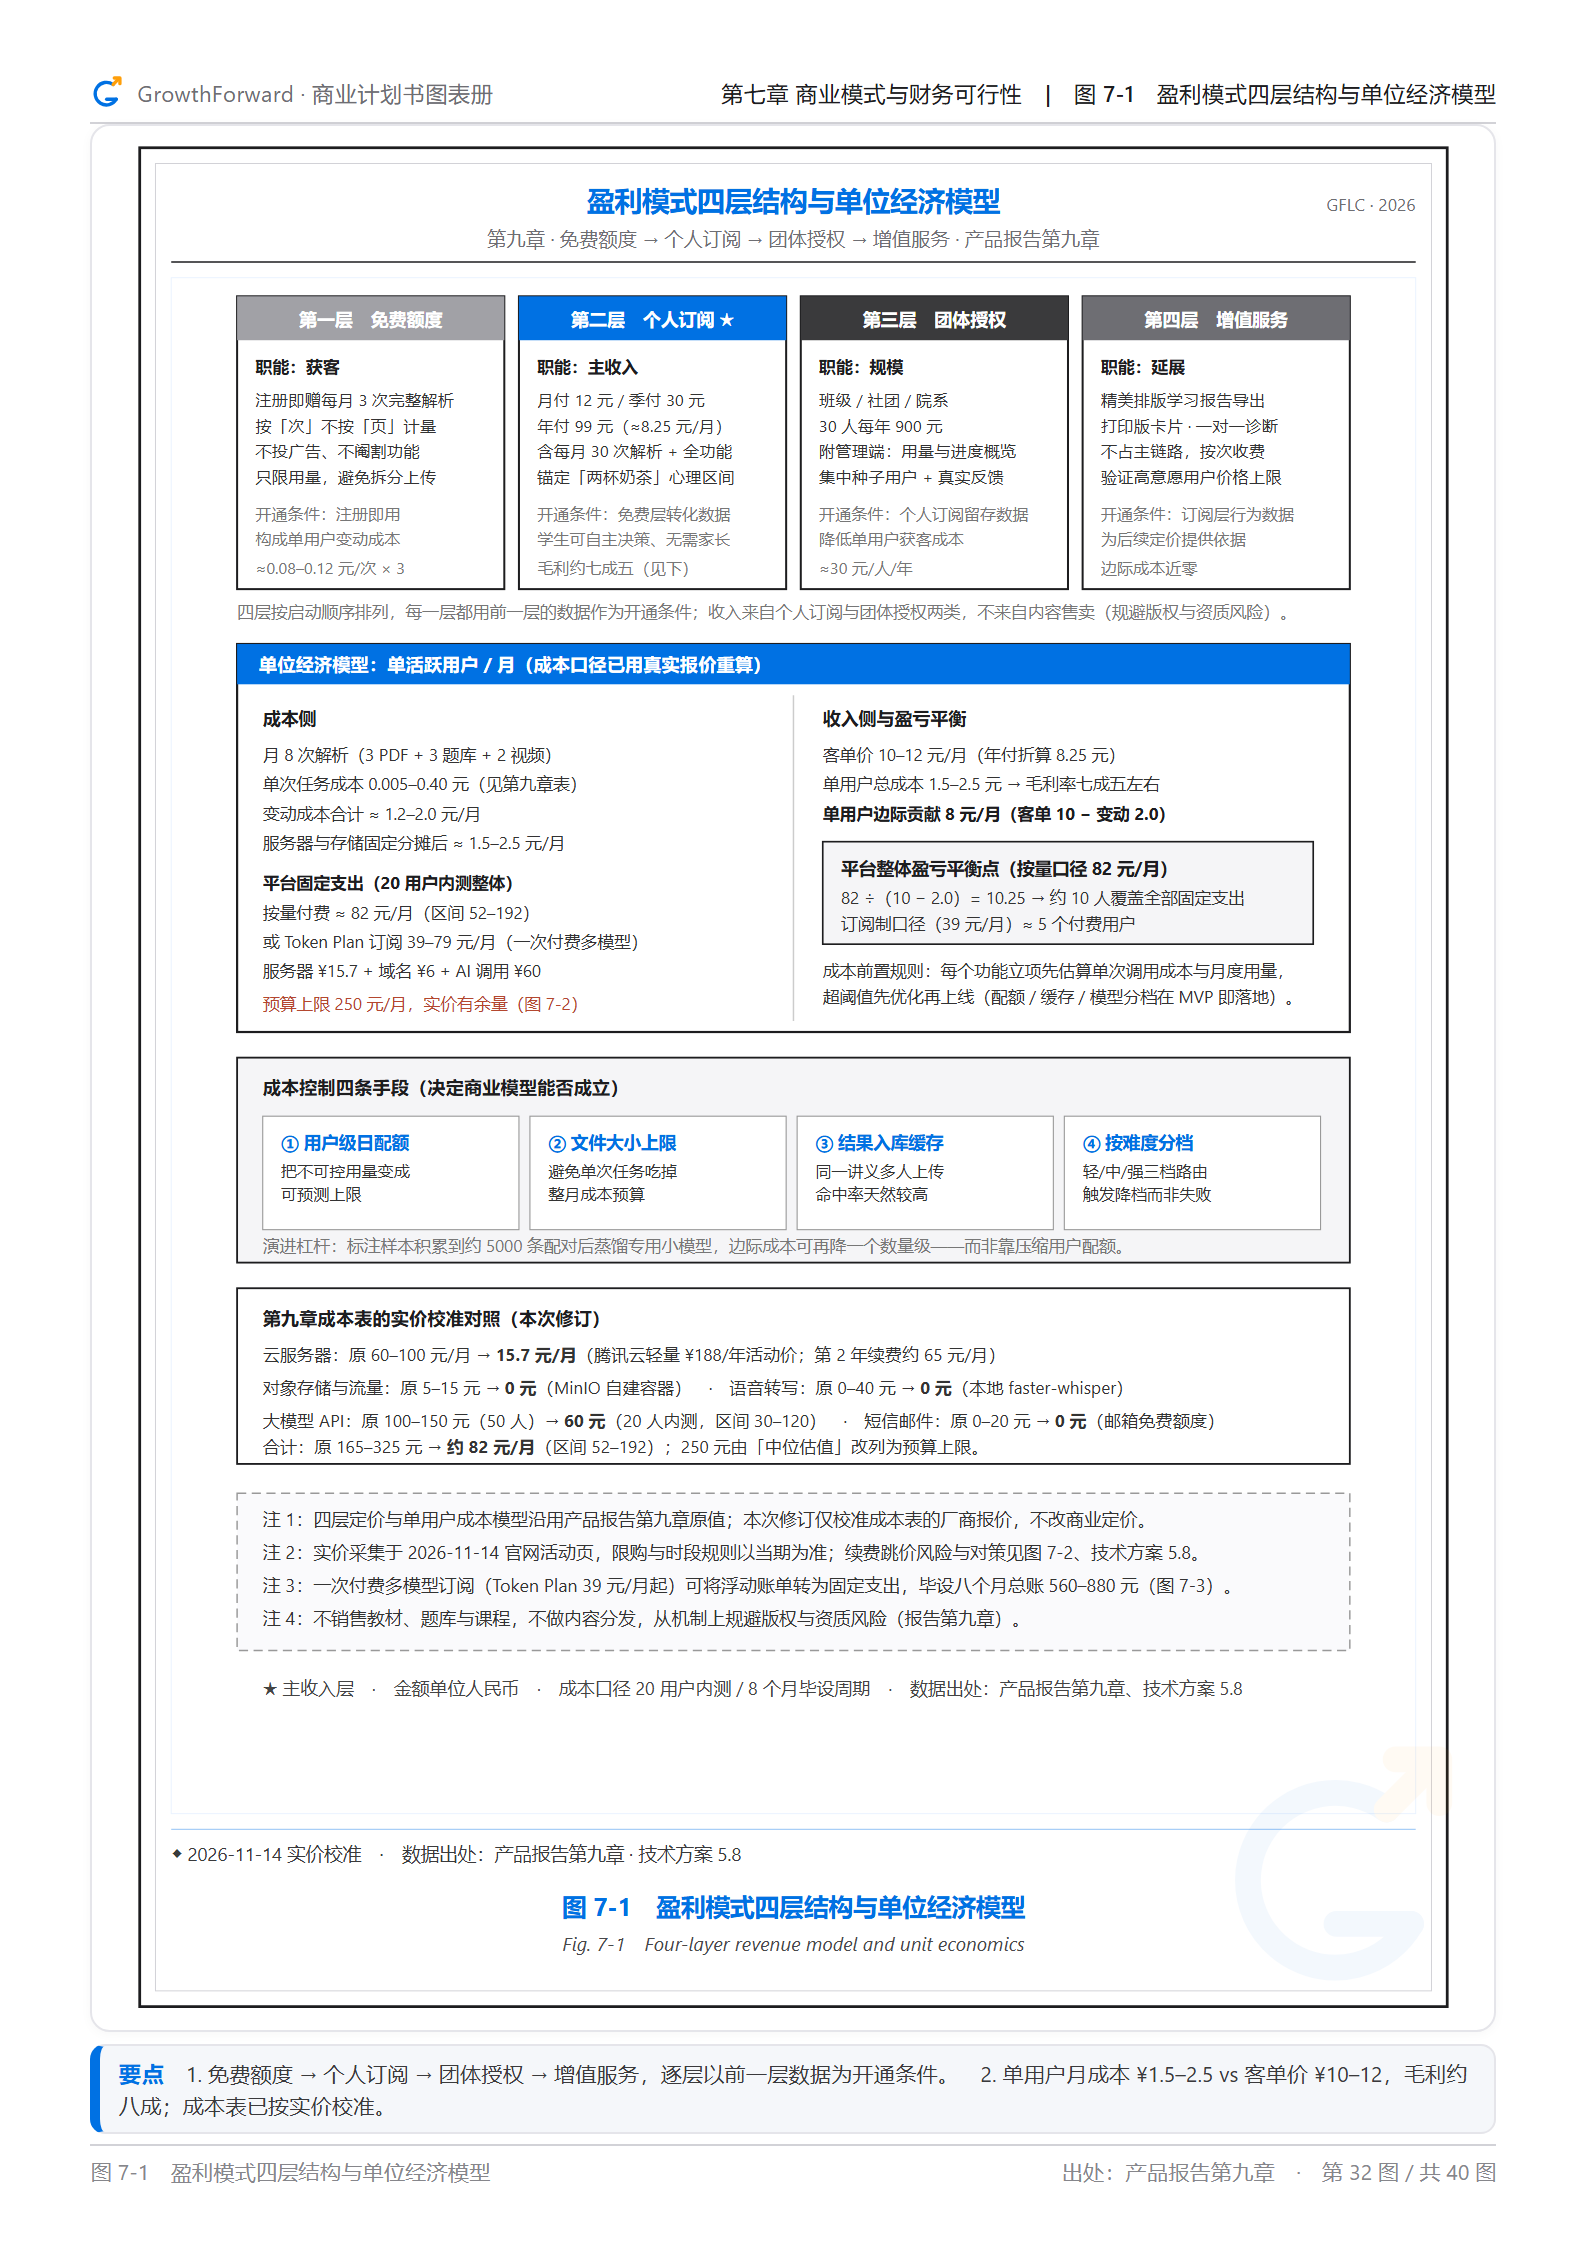 GrowthForward · 商业计划书图表册
第七章 商业模式与财务可行性 | 图 7-1 盈利模式四层结构与单位经济模型
盈利模式四层结构与单位经济模型
GFLC · 2026
第九章 · 免费额度 → 个人订阅 → 团体授权 → 增值服务 · 产品报告第九章
第一层 免费额度
职能：获客
注册即赠每月 3 次完整解析
按「次」不按「页」计量
不投广告、不阉割功能
只限用量，避免拆分上传
开通条件：注册即用
构成单用户变动成本
≈0.08–0.12 元/次 × 3
第二层 个人订阅 ★
职能：主收入
月付 12 元 / 季付 30 元
年付 99 元（≈8.25 元/月）
含每月 30 次解析 + 全功能
锚定「两杯奶茶」心理区间
开通条件：免费层转化数据
学生可自主决策、无需家长
毛利约七成五（见下）
第三层 团体授权
职能：规模
班级 / 社团 / 院系
30 人每年 900 元
附管理端：用量与进度概览
集中种子用户 + 真实反馈
开通条件：个人订阅留存数据
降低单用户获客成本
≈30 元/人/年
第四层 增值服务
职能：延展
精美排版学习报告导出
打印版卡片 · 一对一诊断
不占主链路，按次收费
验证高意愿用户价格上限
开通条件：订阅层行为数据
为后续定价提供依据
边际成本近零
四层按启动顺序排列，每一层都用前一层的数据作为开通条件；收入来自个人订阅与团体授权两类，不来自内容售卖（规避版权与资质风险）。
单位经济模型：单活跃用户 / 月（成本口径已用真实报价重算）
成本侧
月 8 次解析（3 PDF + 3 题库 + 2 视频）
单次任务成本 0.005–0.40 元（见第九章表）
变动成本合计 ≈ 1.2–2.0 元/月
服务器与存储固定分摊后 ≈ 1.5–2.5 元/月
平台固定支出（20 用户内测整体）
按量付费 ≈ 82 元/月（区间 52–192）
或 Token Plan 订阅 39–79 元/月（一次付费多模型）
服务器 ¥15.7 + 域名 ¥6 + AI 调用 ¥60
预算上限 250 元/月，实价有余量（图 7-2）
收入侧与盈亏平衡
客单价 10–12 元/月（年付折算 8.25 元）
单用户总成本 1.5–2.5 元 → 毛利率七成五左右
单用户边际贡献 8 元/月（客单 10 − 变动 2.0）
平台整体盈亏平衡点（按量口径 82 元/月）
82 ÷（10 − 2.0）= 10.25 → 约 10 人覆盖全部固定支出
订阅制口径（39 元/月）≈ 5 个付费用户
成本前置规则：每个功能立项先估算单次调用成本与月度用量，
超阈值先优化再上线（配额 / 缓存 / 模型分档在 MVP 即落地）。
成本控制四条手段（决定商业模型能否成立）
① 用户级日配额
把不可控用量变成
可预测上限
② 文件大小上限
避免单次任务吃掉
整月成本预算
③ 结果入库缓存
同一讲义多人上传
命中率天然较高
④ 按难度分档
轻/中/强三档路由
触发降档而非失败
演进杠杆：标注样本积累到约 5000 条配对后蒸馏专用小模型，边际成本可再降一个数量级——而非靠压缩用户配额。
第九章成本表的实价校准对照（本次修订）
云服务器：原 60–100 元/月 → 15.7 元/月（腾讯云轻量 ¥188/年活动价；第 2 年续费约 65 元/月）
对象存储与流量：原 5–15 元 → 0 元（MinIO 自建容器） · 语音转写：原 0–40 元 → 0 元（本地 faster-whisper）
大模型 API：原 100–150 元（50 人）→ 60 元（20 人内测，区间 30–120） · 短信邮件：原 0–20 元 → 0 元（邮箱免费额度）
合计：原 165–325 元 → 约 82 元/月（区间 52–192）；250 元由「中位估值」改列为预算上限。
注 1：四层定价与单用户成本模型沿用产品报告第九章原值；本次修订仅校准成本表的厂商报价，不改商业定价。
注 2：实价采集于 2026-11-14 官网活动页，限购与时段规则以当期为准；续费跳价风险与对策见图 7-2、技术方案 5.8。
注 3：一次付费多模型订阅（Token Plan 39 元/月起）可将浮动账单转为固定支出，毕设八个月总账 560–880 元（图 7-3）。
注 4：不销售教材、题库与课程，不做内容分发，从机制上规避版权与资质风险（报告第九章）。
★ 主收入层 · 金额单位人民币 · 成本口径 20 用户内测 / 8 个月毕设周期 · 数据出处：产品报告第九章、技术方案 5.8
◆ 2026-11-14 实价校准 · 数据出处：产品报告第九章 · 技术方案 5.8
图 7-1 盈利模式四层结构与单位经济模型
Fig. 7-1 Four-layer revenue model and unit economics
要点 1. 免费额度 → 个人订阅 → 团体授权 → 增值服务，逐层以前一层数据为开通条件。 2. 单用户月成本 ¥1.5–2.5 vs 客单价 ¥10–12，毛利约
八成；成本表已按实价校准。
图 7-1 盈利模式四层结构与单位经济模型
出处：产品报告第九章 · 第 32 图 / 共 40 图